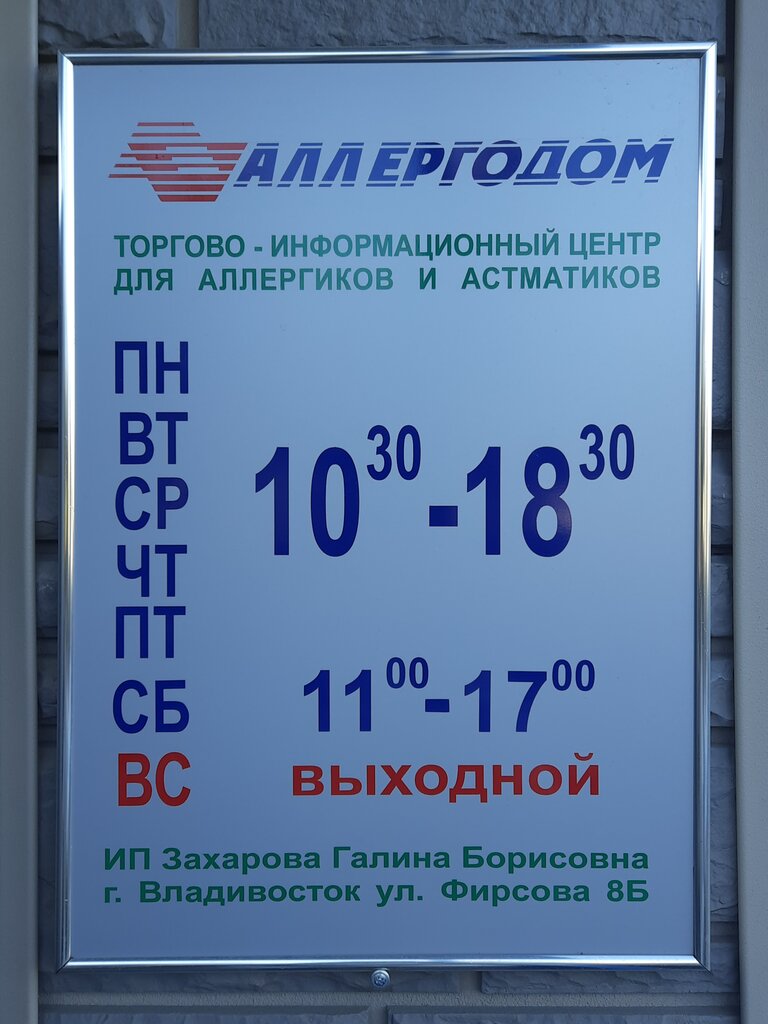 АЛЛЕРГОДОМ
ТОРГОВО - ИНФОРМАЦИОННЫЙ ЦЕНТР
ДЛЯ АЛЛЕРГИКОВ И АСТМАТИКОВ
ПН
ВТ
СР
ЧТ
ПТ
10³⁰-18³⁰
СБ 11⁰⁰-17⁰⁰
ВС выходной
ИП Захарова Галина Борисовна
г. Владивосток ул. Фирсова 8Б